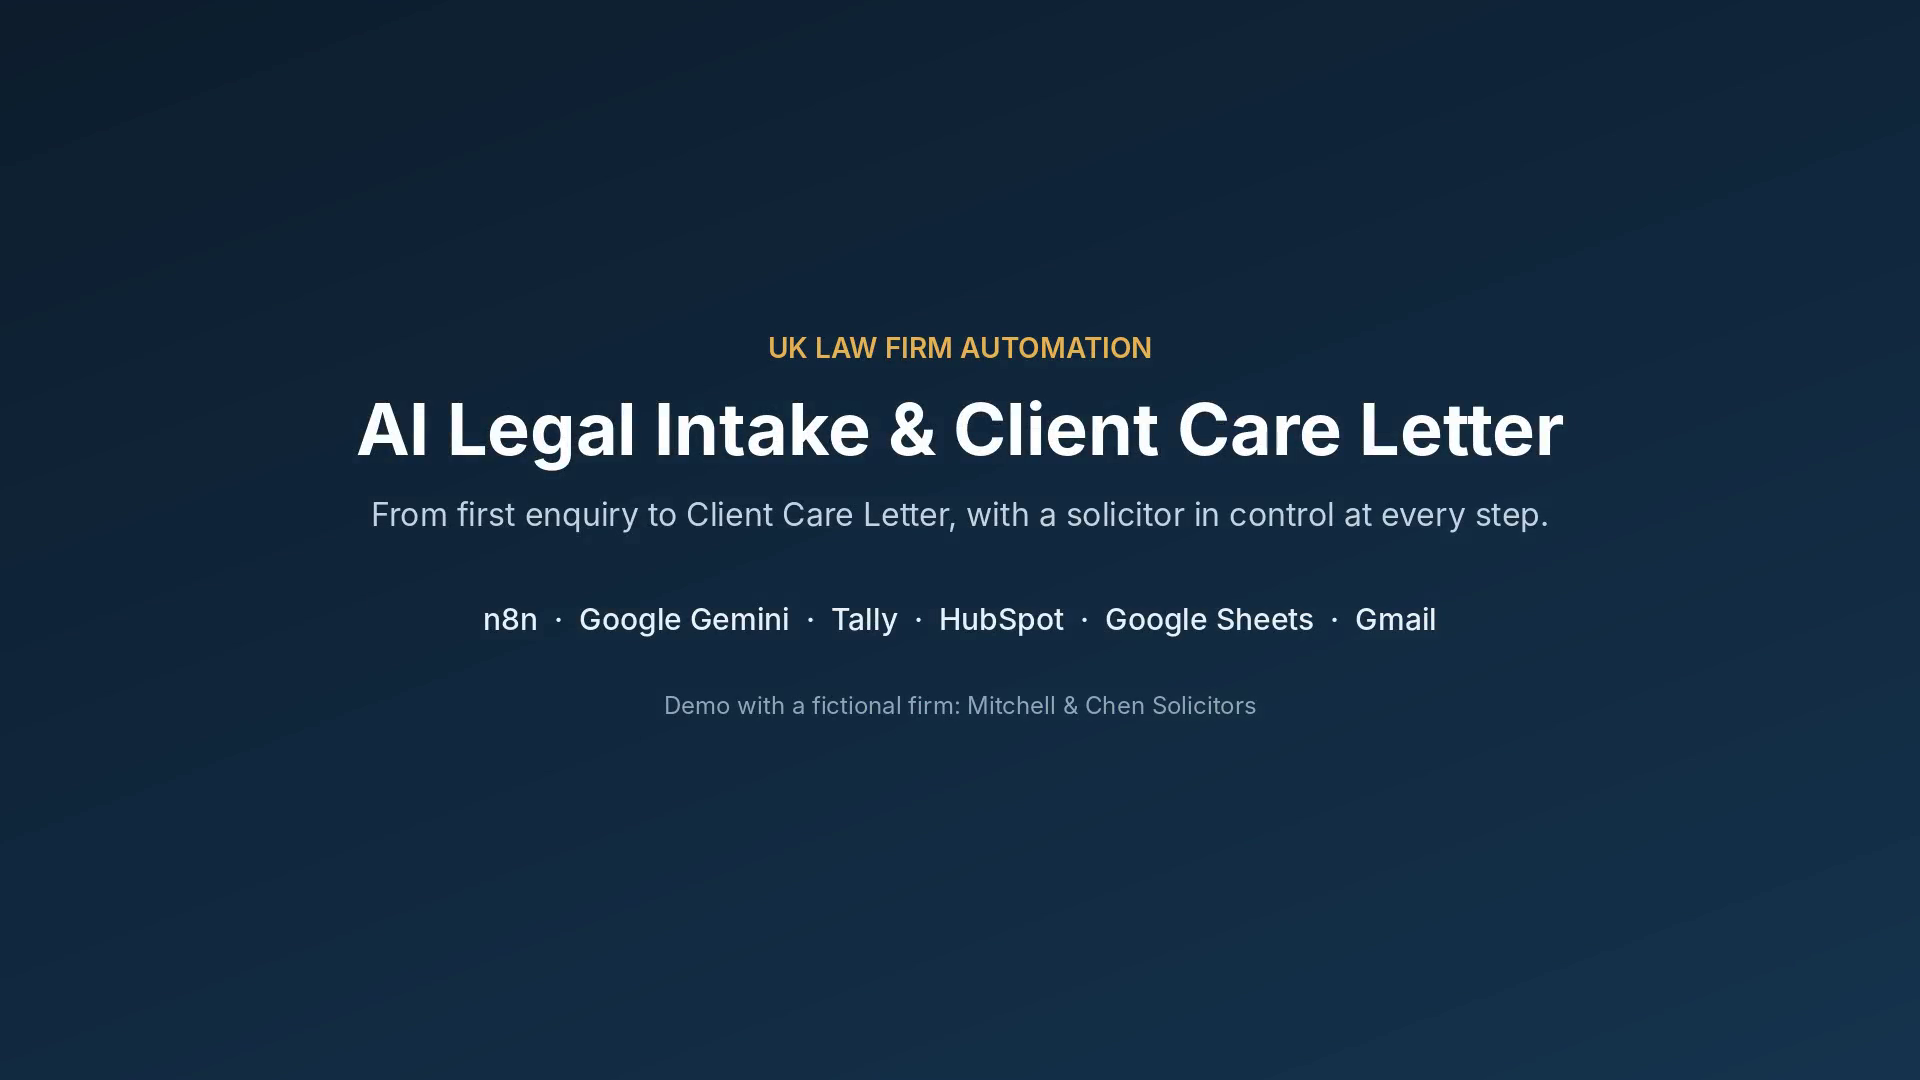 UK LAW FIRM AUTOMATION
AI Legal Intake & Client Care Letter
From first enquiry to Client Care Letter, with a solicitor in control at every step.
n8n · Google Gemini · Tally · HubSpot · Google Sheets · Gmail
Demo with a fictional firm: Mitchell & Chen Solicitors